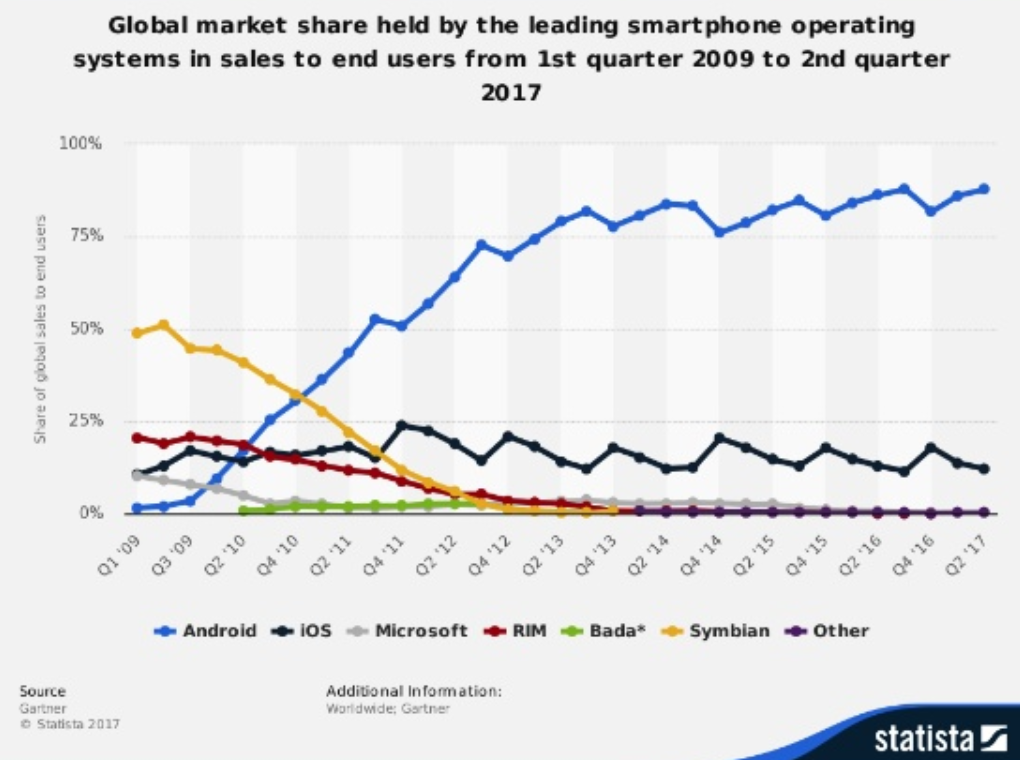 Global market share held by the leading smartphone operating
systems in sales to end users from 1st quarter 2009 to 2nd quarter
2017
100%
75%
50%
25%
0%
Share of global sales to end users
Q1 '09
Q3 '09
Q2 '10
Q4 '10
Q2 '11
Q4 '11
Q2 '12
Q4 '12
Q2 '13
Q4 '13
Q2 '14
Q4 '14
Q2 '15
Q4 '15
Q2 '16
Q4 '16
Q2 '17
Android iOS Microsoft RIM Bada* Symbian Other
Source
Gartner
© Statista 2017
Additional Information:
Worldwide; Gartner
statista